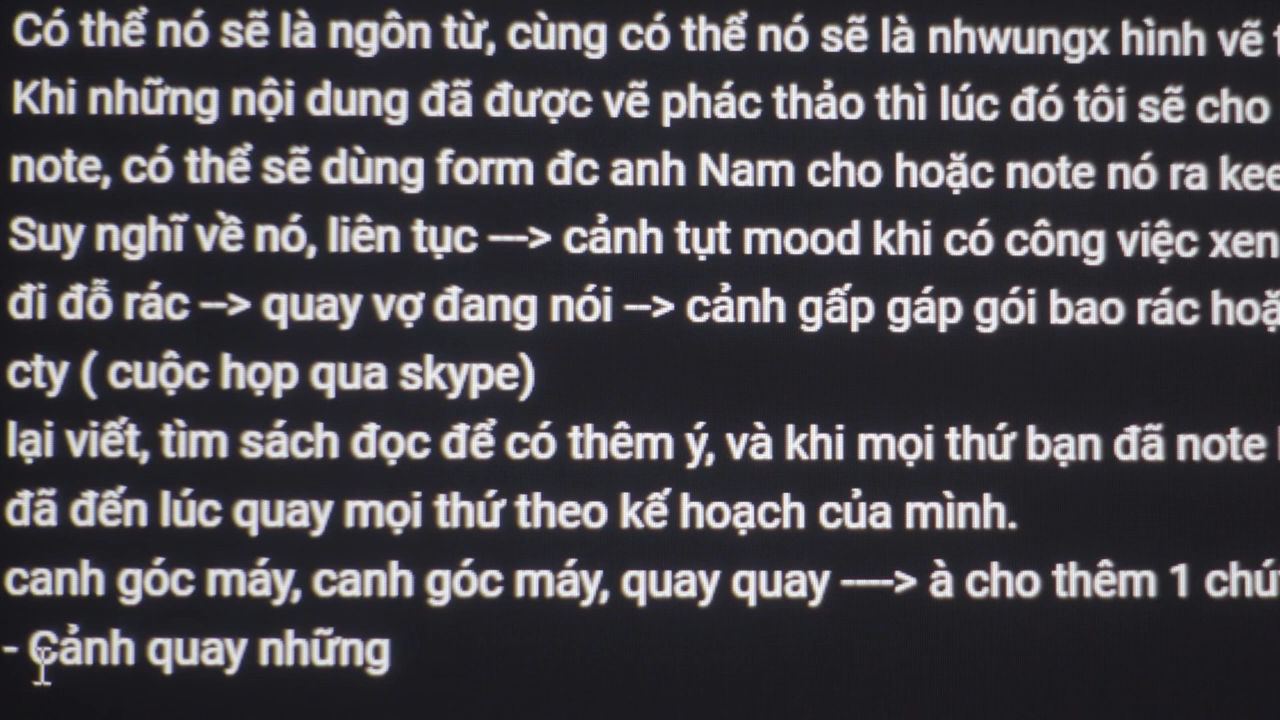 Có thể nó sẽ là ngôn từ, cùng có thể nó sẽ là nhwungx hình vẽ
Khi những nội dung đã được vẽ phác thảo thì lúc đó tôi sẽ cho
note, có thể sẽ dùng form đc anh Nam cho hoặc note nó ra kee
Suy nghĩ về nó, liên tục ---> cảnh tụt mood khi có công việc xen
đi đỗ rác --> quay vợ đang nói --> cảnh gấp gáp gói bao rác hoặ
cty ( cuộc họp qua skype)
lại viết, tìm sách đọc để có thêm ý, và khi mọi thứ bạn đã note
đã đến lúc quay mọi thứ theo kế hoạch của mình.
canh góc máy, canh góc máy, quay quay ----> à cho thêm 1 chú
- Cảnh quay những